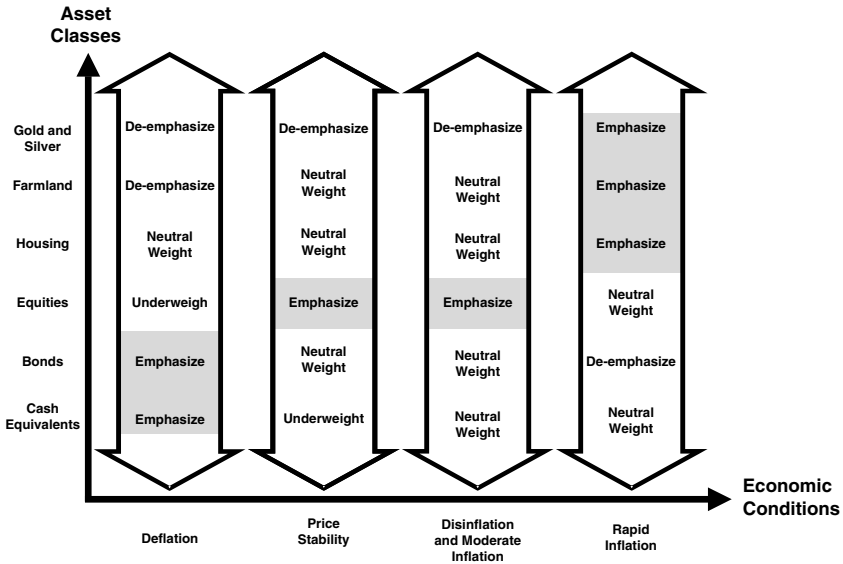 Asset
Classes
Gold and
Silver
De-emphasize
De-emphasize
De-emphasize
Emphasize
Farmland
De-emphasize
Neutral
Weight
Neutral
Weight
Emphasize
Housing
Neutral
Weight
Neutral
Weight
Neutral
Weight
Emphasize
Equities
Underweigh
Emphasize
Emphasize
Neutral
Weight
Bonds
Emphasize
Neutral
Weight
Neutral
Weight
De-emphasize
Cash
Equivalents
Emphasize
Underweight
Neutral
Weight
Neutral
Weight
Economic
Conditions
Deflation
Price
Stability
Disinflation
and Moderate
Inflation
Rapid
Inflation